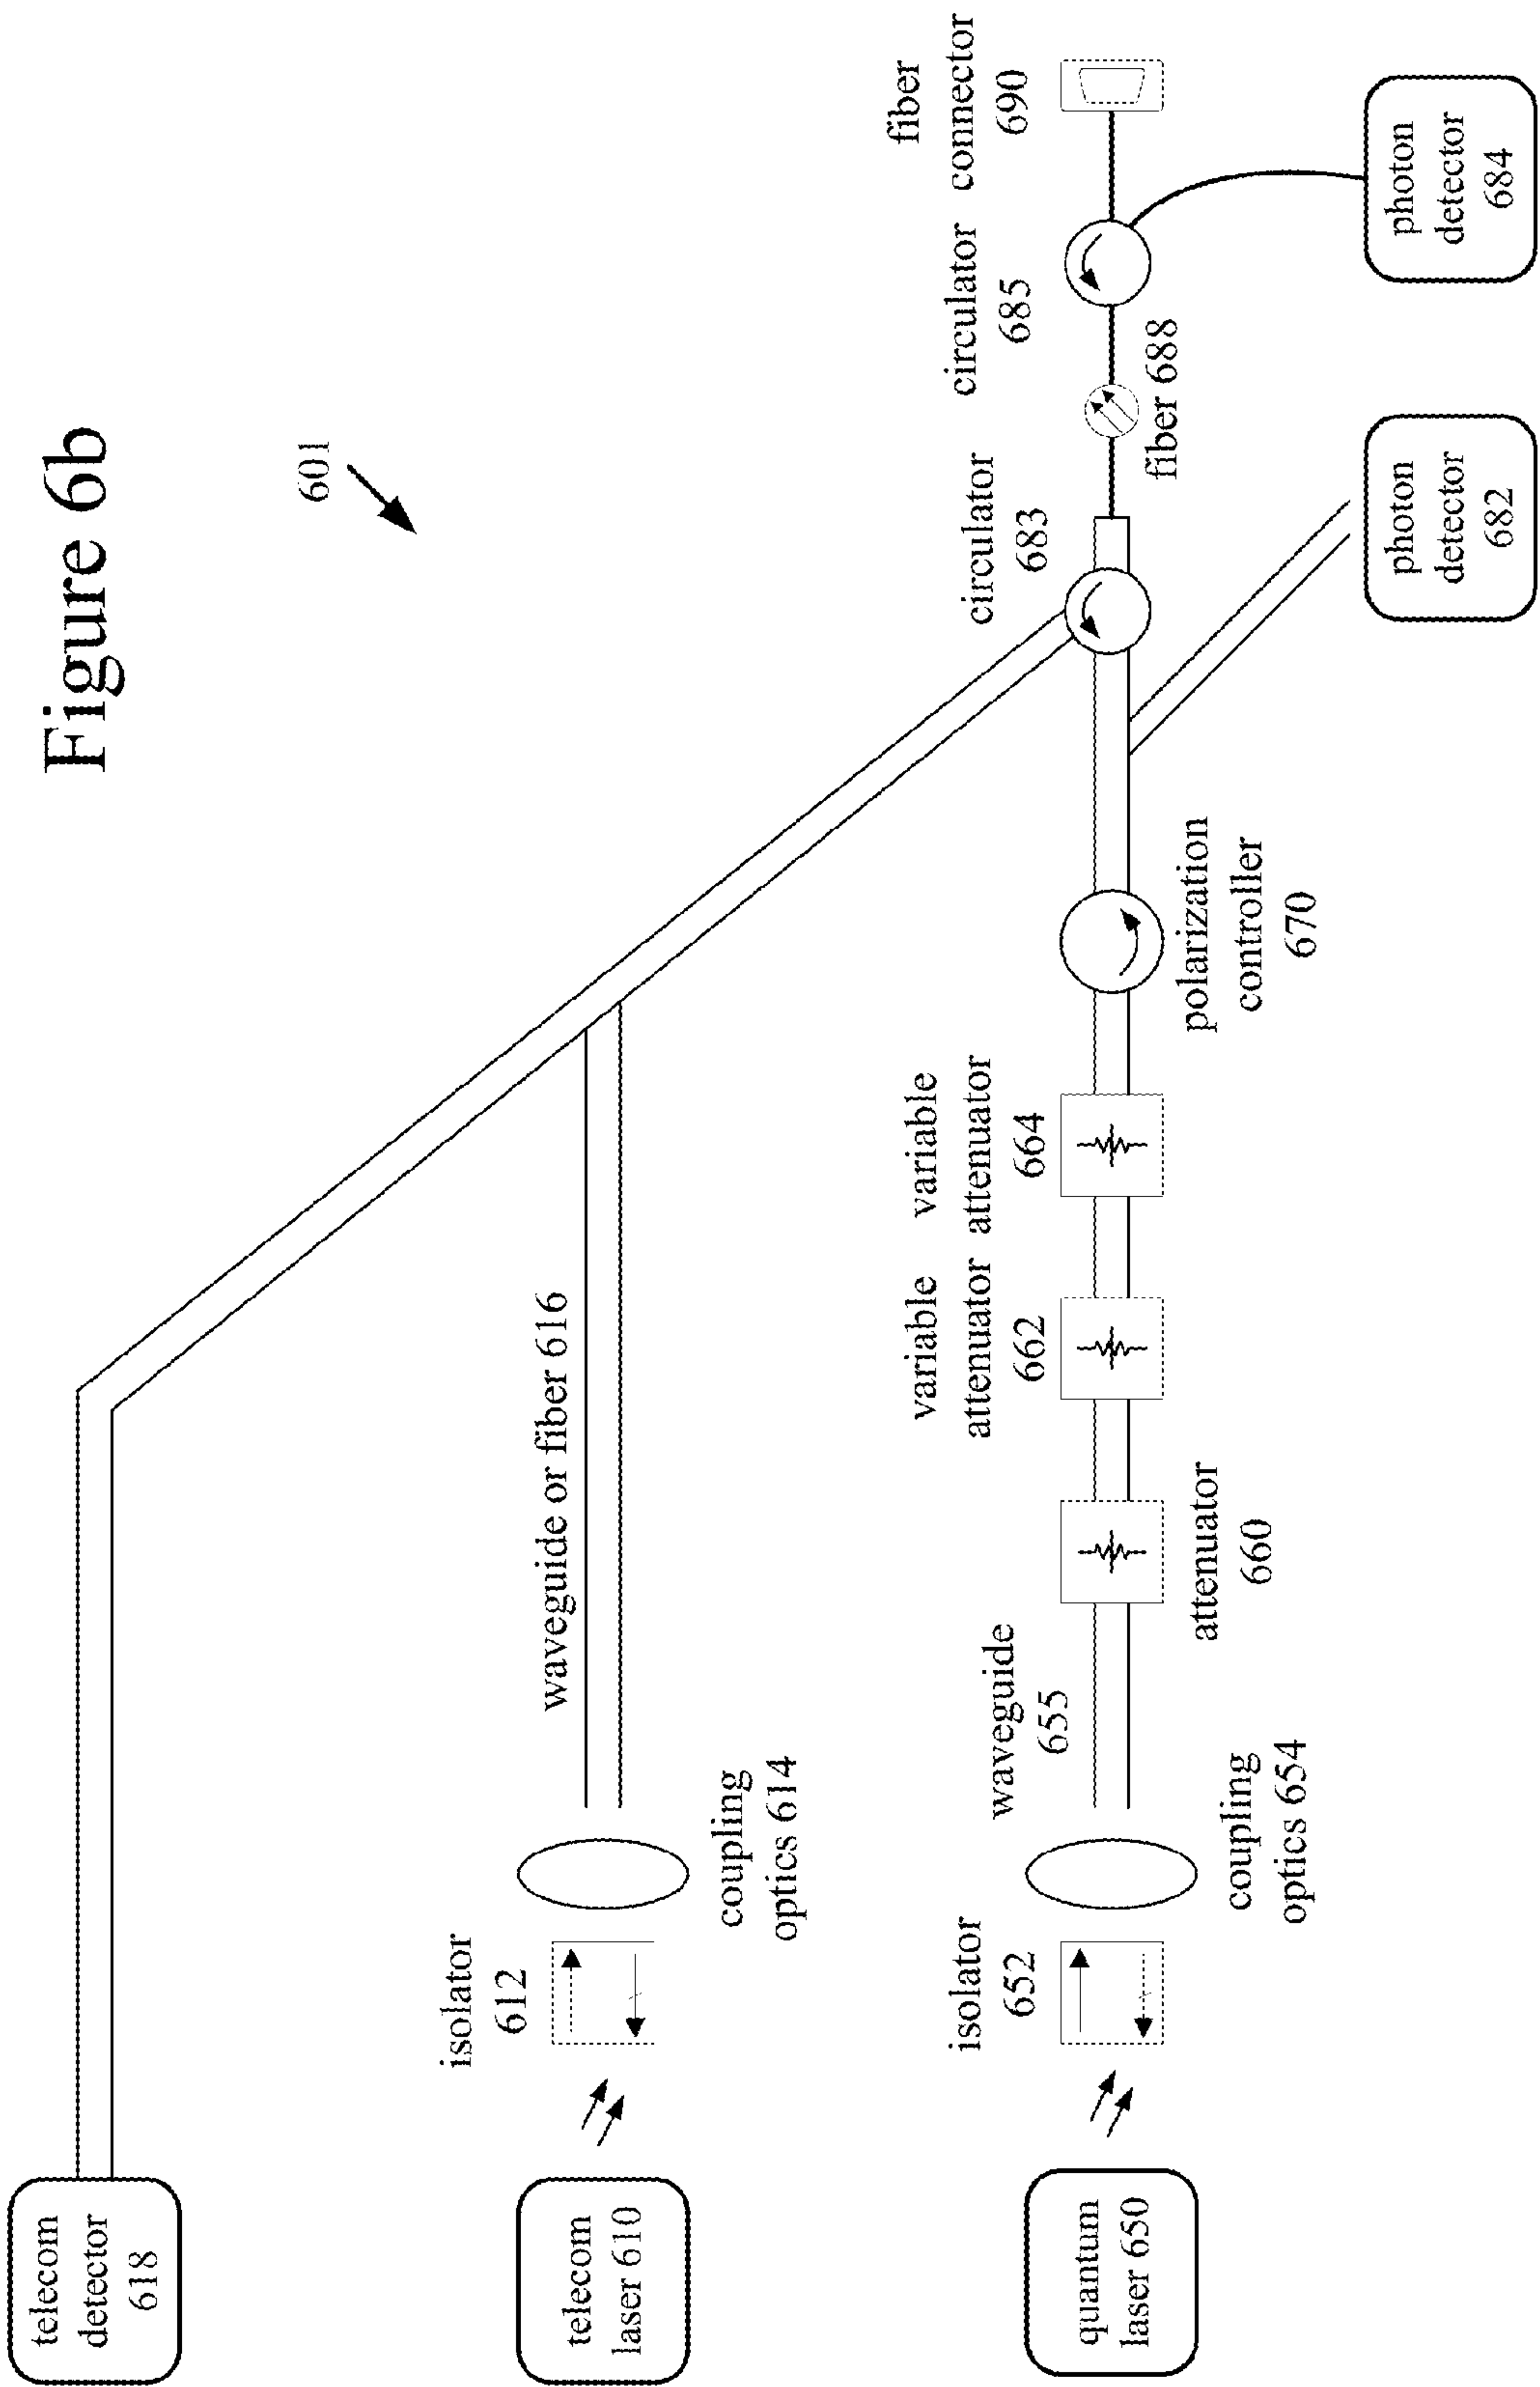 Figure 6b
601
telecom
detector
618
telecom
laser 610
isolator
612
coupling
optics 614
waveguide or fiber 616
quantum
laser 650
isolator
652
coupling
optics 654
waveguide
655
attenuator
660
variable
attenuator
662
variable
attenuator
664
polarization
controller
670
circulator
683
fiber 688
circulator
685
fiber
connector
690
photon
detector
682
photon
detector
684